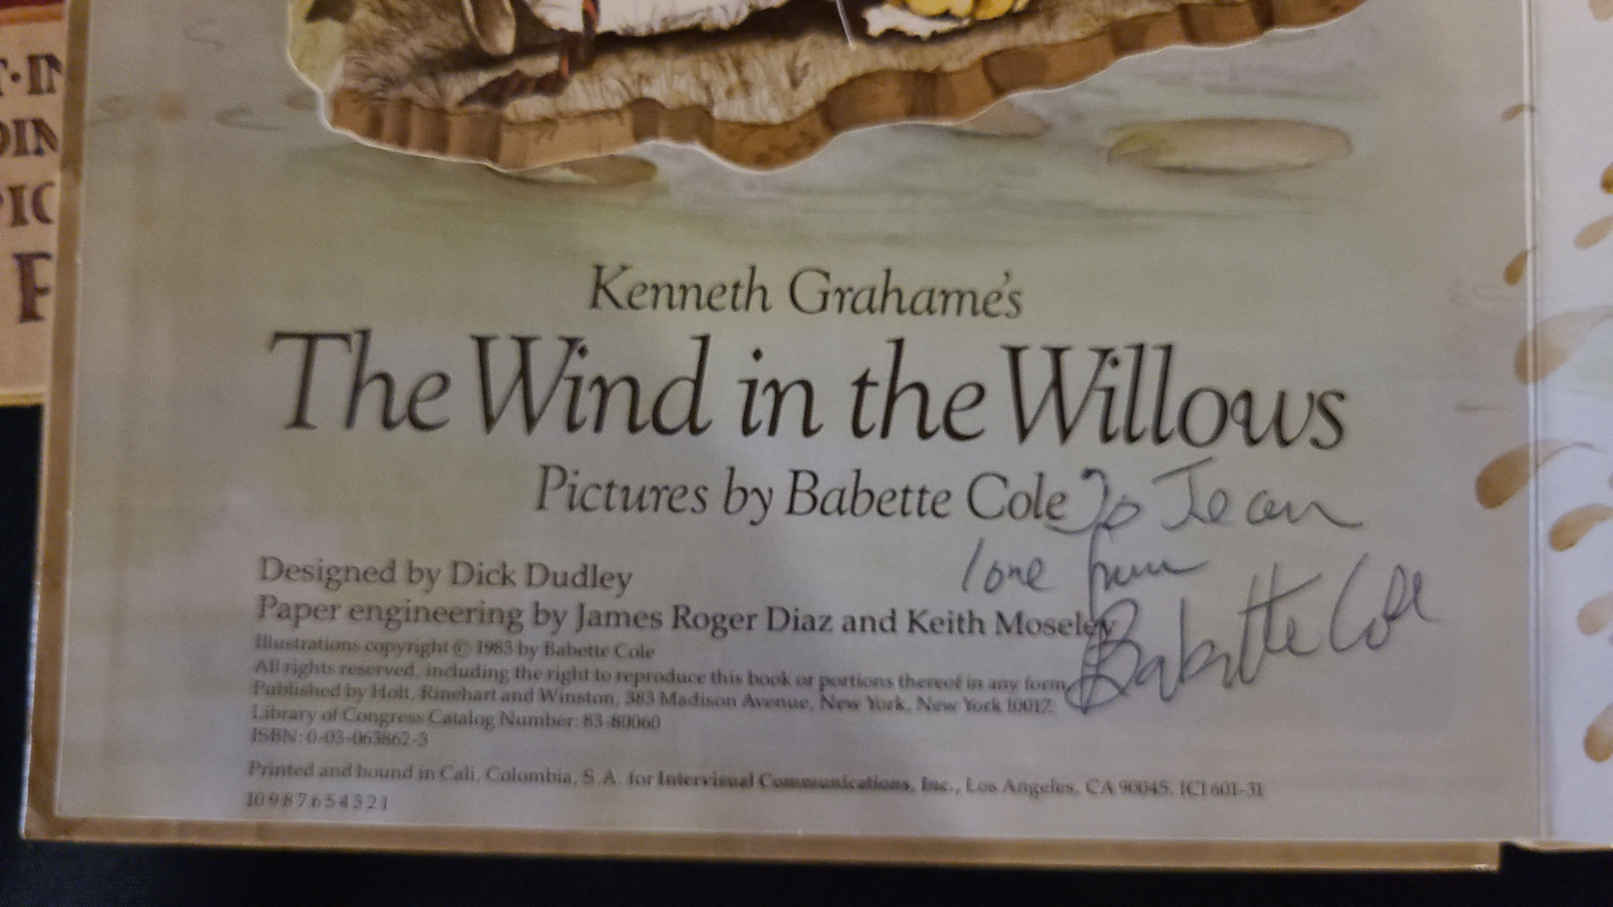 Kenneth Grahame's
The Wind in the Willows
Pictures by Babette Cole
To Jean
love from
Babette Cole
Designed by Dick Dudley
Paper engineering by James Roger Diaz and Keith Moseley
Illustrations copyright © 1983 by Babette Cole
All rights reserved, including the right to reproduce this book or portions thereof in any form.
Published by Holt, Rinehart and Winston, 383 Madison Avenue, New York, New York 10017.
Library of Congress Catalog Number: 83-80060
ISBN: 0-03-063862-3
Printed and bound in Cali, Colombia, S.A. for Intervisual Communications, Inc., Los Angeles, CA 90045. ICI 601-31
10 9 8 7 6 5 4 3 2 1